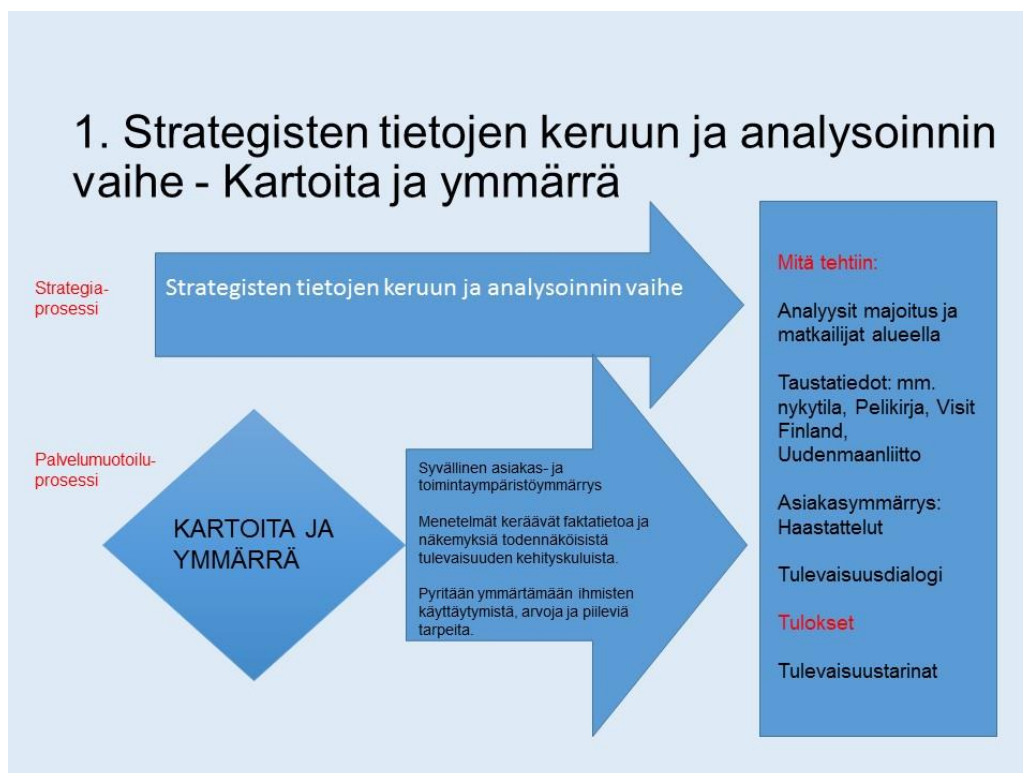 1. Strategisten tietojen keruun ja analysoinnin
vaihe - Kartoita ja ymmärrä
Strategia-
prosessi
Strategisten tietojen keruun ja analysoinnin vaihe
Palvelumuotoilu-
prosessi
KARTOITA JA
YMMÄRRÄ
Syvällinen asiakas- ja
toimintaympäristöymmärrys
Menetelmät keräävät faktatietoa ja
näkemyksiä todennäköisistä
tulevaisuuden kehityskuluista.
Pyritään ymmärtämään ihmisten
käyttäytymistä, arvoja ja piileviä
tarpeita.
Mitä tehtiin:
Analyysit majoitus ja
matkailijat alueella
Taustatiedot: mm.
nykytila, Pelikirja, Visit
Finland,
Uudenmaanliitto
Asiakasymmärrys:
Haastattelut
Tulevaisuusdialogi
Tulokset
Tulevaisuustarinat